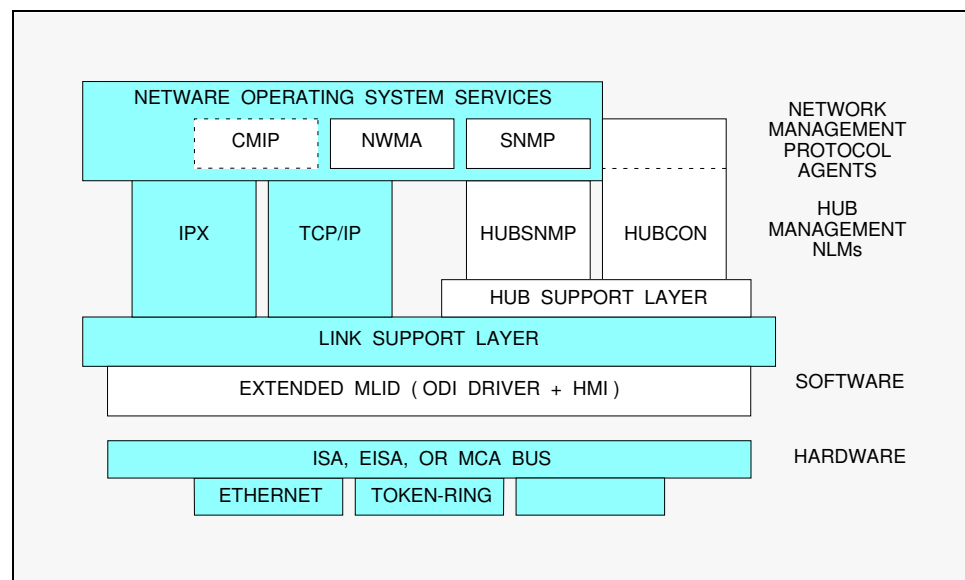 NETWARE OPERATING SYSTEM SERVICES
CMIP
NWMA
SNMP
NETWORK
MANAGEMENT
PROTOCOL
AGENTS
IPX
TCP/IP
HUBSNMP
HUBCON
HUB
MANAGEMENT
NLMs
HUB SUPPORT LAYER
LINK SUPPORT LAYER
EXTENDED MLID ( ODI DRIVER + HMI )
SOFTWARE
ISA, EISA, OR MCA BUS
HARDWARE
ETHERNET
TOKEN-RING